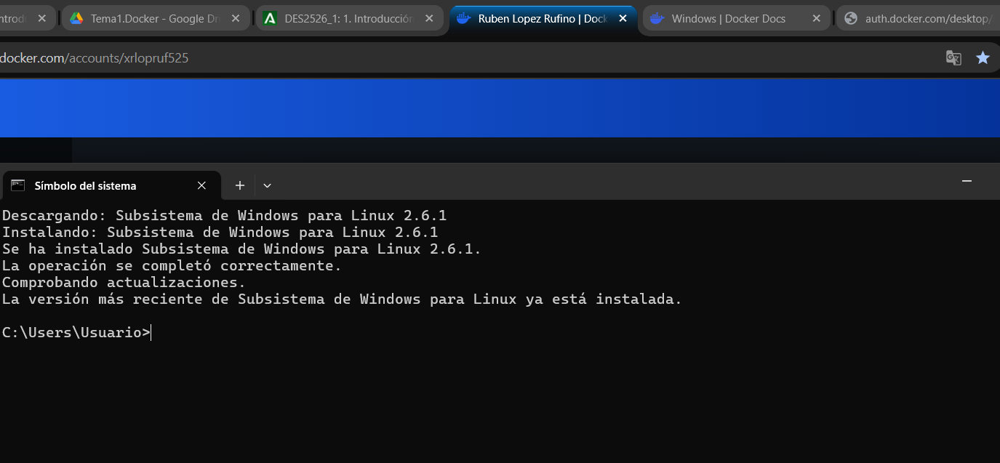 Tema1.Docker - Google Dr
DES2526_1: 1. Introducción
Ruben Lopez Rufino | Dock
Windows | Docker Docs
auth.docker.com/desktop/
docker.com/accounts/xrlopruf525
Símbolo del sistema
Descargando: Subsistema de Windows para Linux 2.6.1
Instalando: Subsistema de Windows para Linux 2.6.1
Se ha instalado Subsistema de Windows para Linux 2.6.1.
La operación se completó correctamente.
Comprobando actualizaciones.
La versión más reciente de Subsistema de Windows para Linux ya está instalada.
C:\Users\Usuario>